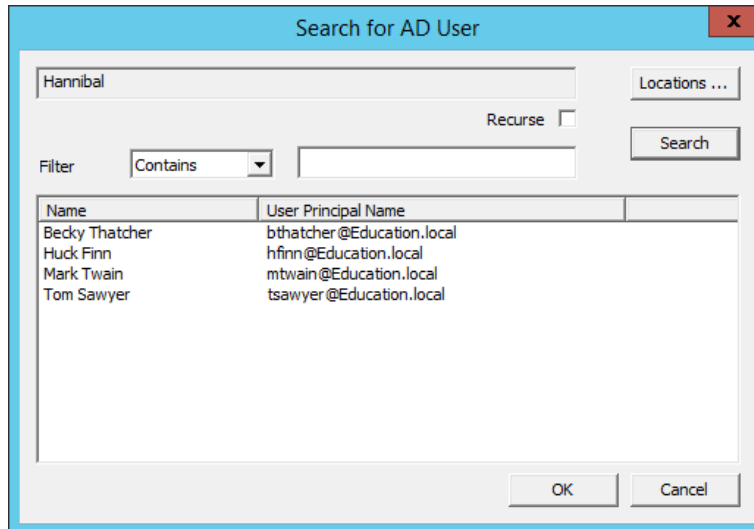 Search for AD User
x
Hannibal
Locations ...
Recurse
Search
Filter Contains
Name User Principal Name
Becky Thatcher bthatcher@Education.local
Huck Finn hfinn@Education.local
Mark Twain mtwain@Education.local
Tom Sawyer tsawyer@Education.local
OK Cancel